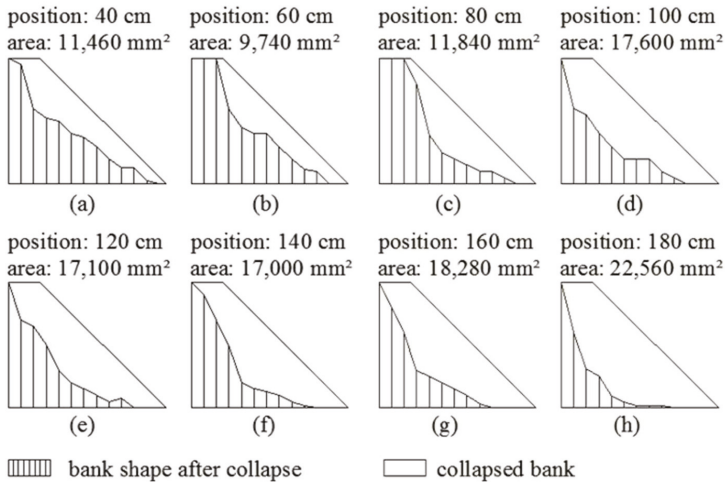 position: 40 cm
area: 11,460 mm²
position: 60 cm
area: 9,740 mm²
position: 80 cm
area: 11,840 mm²
position: 100 cm
area: 17,600 mm²
(a)
(b)
(c)
(d)
position: 120 cm
area: 17,100 mm²
position: 140 cm
area: 17,000 mm²
position: 160 cm
area: 18,280 mm²
position: 180 cm
area: 22,560 mm²
(e)
(f)
(g)
(h)
bank shape after collapse
collapsed bank